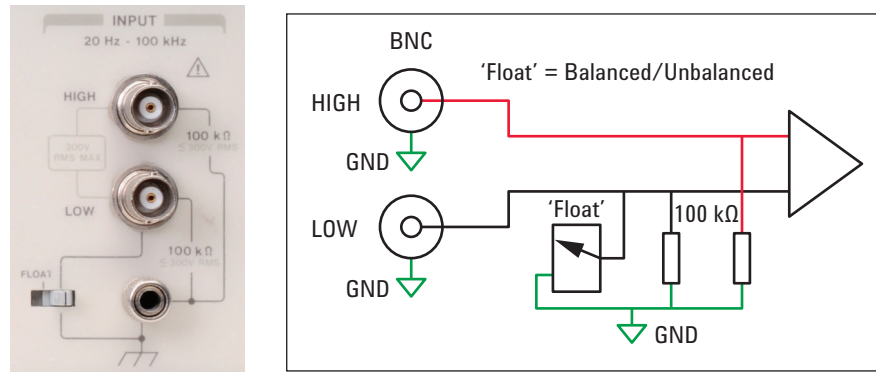 INPUT
20 Hz - 100 kHz
HIGH
100 kΩ
≤300V RMS
300V
RMS MAX
LOW
100 kΩ
≤300V RMS
FLOAT
BNC
'Float' = Balanced/Unbalanced
HIGH
GND
LOW
'Float'
100 kΩ
GND
GND